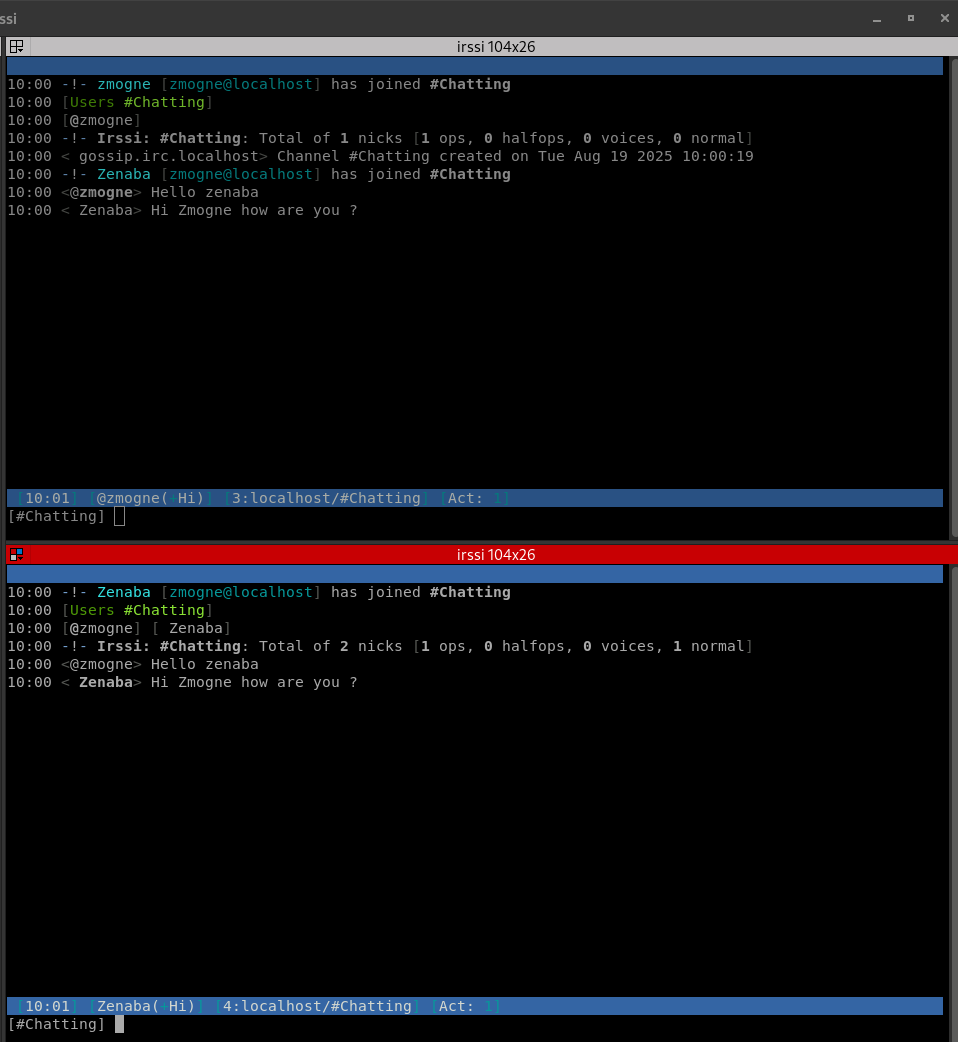 ssi
irssi 104x26
10:00 -!- zmogne [zmogne@localhost] has joined #Chatting
10:00 [Users #Chatting]
10:00 [@zmogne]
10:00 -!- Irssi: #Chatting: Total of 1 nicks [1 ops, 0 halfops, 0 voices, 0 normal]
10:00 < gossip.irc.localhost> Channel #Chatting created on Tue Aug 19 2025 10:00:19
10:00 -!- Zenaba [zmogne@localhost] has joined #Chatting
10:00 <@zmogne> Hello zenaba
10:00 < Zenaba> Hi Zmogne how are you ?
[10:01] [@zmogne(+Hi)] [3:localhost/#Chatting] [Act: 1]
[#Chatting]
irssi 104x26
10:00 -!- Zenaba [zmogne@localhost] has joined #Chatting
10:00 [Users #Chatting]
10:00 [@zmogne] [ Zenaba]
10:00 -!- Irssi: #Chatting: Total of 2 nicks [1 ops, 0 halfops, 0 voices, 1 normal]
10:00 <@zmogne> Hello zenaba
10:00 < Zenaba> Hi Zmogne how are you ?
[10:01] [Zenaba(+Hi)] [4:localhost/#Chatting] [Act: 1]
[#Chatting]